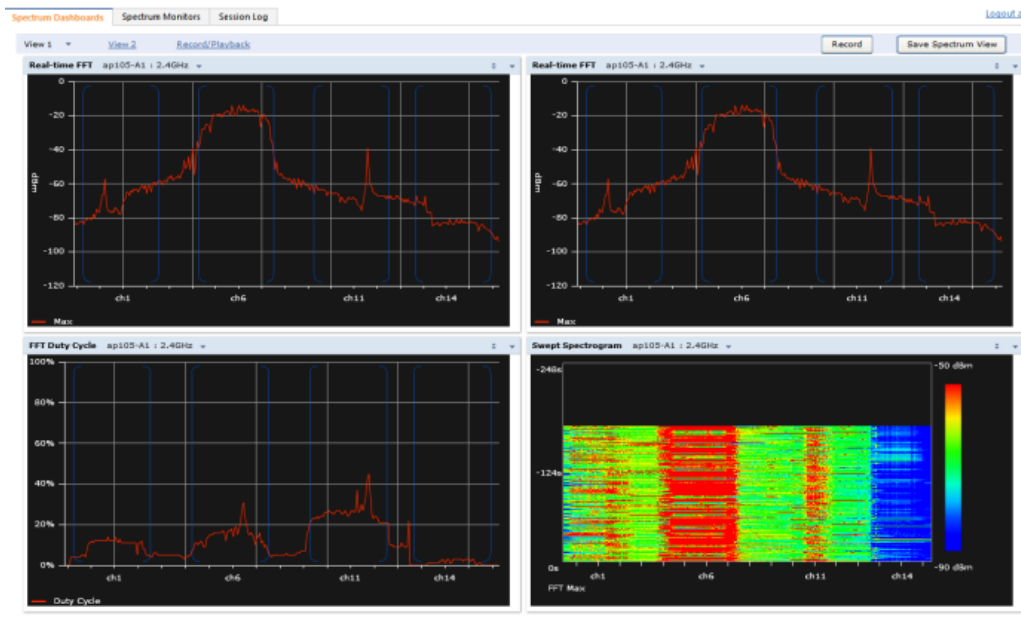 Spectrum Dashboards Spectrum Monitors Session Log Logout a
View 1 View 2 Record/Playback Record Save Spectrum View
Real-time FFT ap105-A1 : 2.4GHz
0
-20
-40
-60
-80
-100
-120
dBm
ch1 ch6 ch11 ch14
Max
Real-time FFT ap105-A1 : 2.4GHz
0
-20
-40
-60
-80
-100
-120
dBm
ch1 ch6 ch11 ch14
Max
FFT Duty Cycle ap105-A1 : 2.4GHz
100%
80%
60%
40%
20%
0%
ch1 ch6 ch11 ch14
Duty Cycle
Swept Spectrogram ap105-A1 : 2.4GHz
-246s
-124s
0s
-50 dBm
-90 dBm
ch1 ch6 ch11 ch14
FFT Max